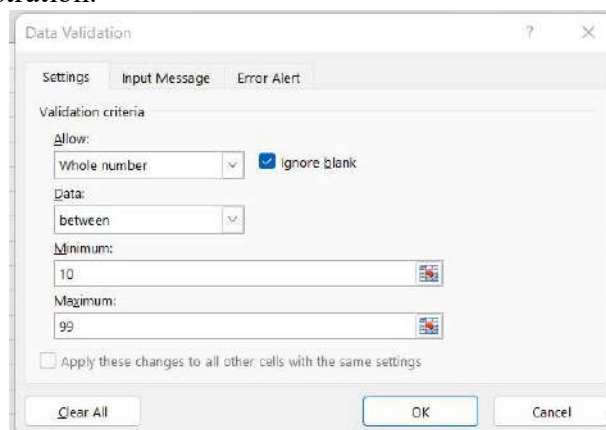 stration.
Data Validation ? ×
Settings Input Message Error Alert
Validation criteria
Allow:
Whole number Ignore blank
Data:
between
Minimum:
10
Maximum:
99
Apply these changes to all other cells with the same settings
Clear All OK Cancel